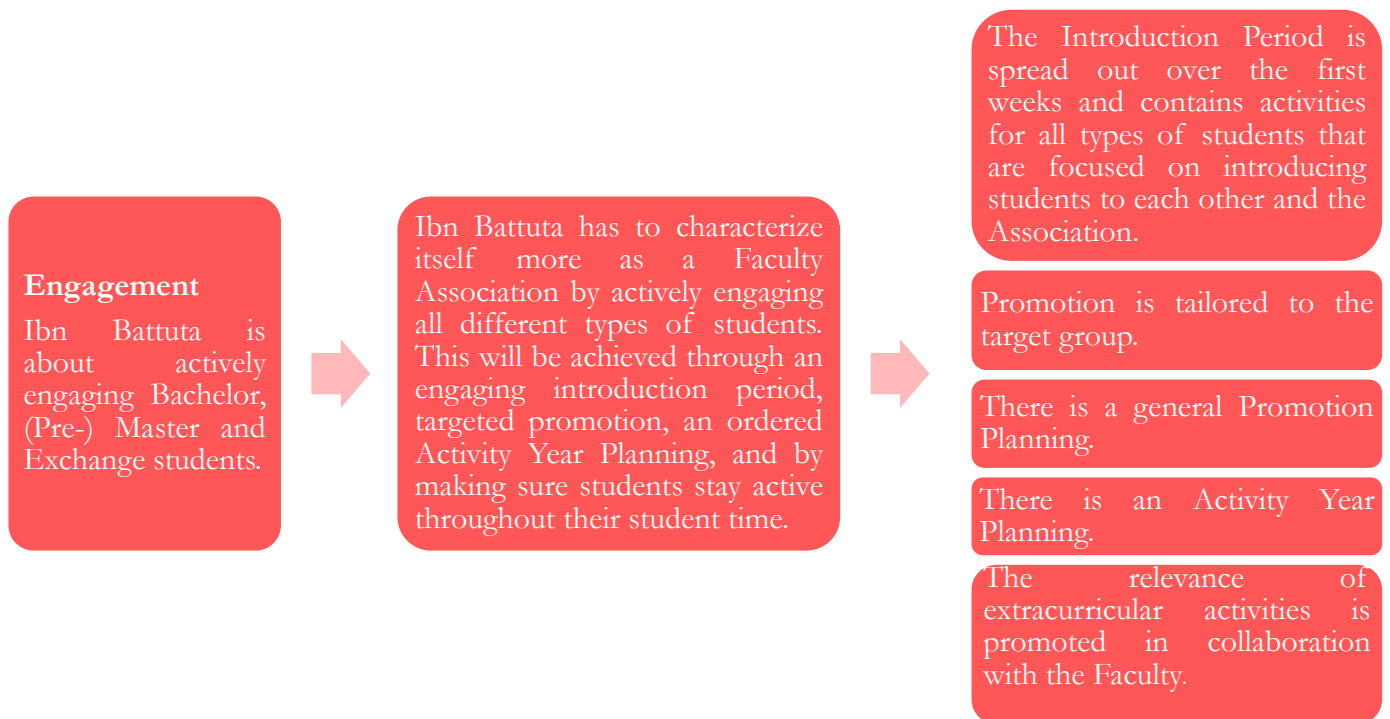 Engagement
Ibn Battuta is
about actively
engaging Bachelor,
(Pre-) Master and
Exchange students.
Ibn Battuta has to characterize
itself more as a Faculty
Association by actively engaging
all different types of students.
This will be achieved through an
engaging introduction period,
targeted promotion, an ordered
Activity Year Planning, and by
making sure students stay active
throughout their student time.
The Introduction Period is
spread out over the first
weeks and contains activities
for all types of students that
are focused on introducing
students to each other and the
Association.
Promotion is tailored to the
target group.
There is a general Promotion
Planning.
There is an Activity Year
Planning.
The relevance of
extracurricular activities is
promoted in collaboration
with the Faculty.